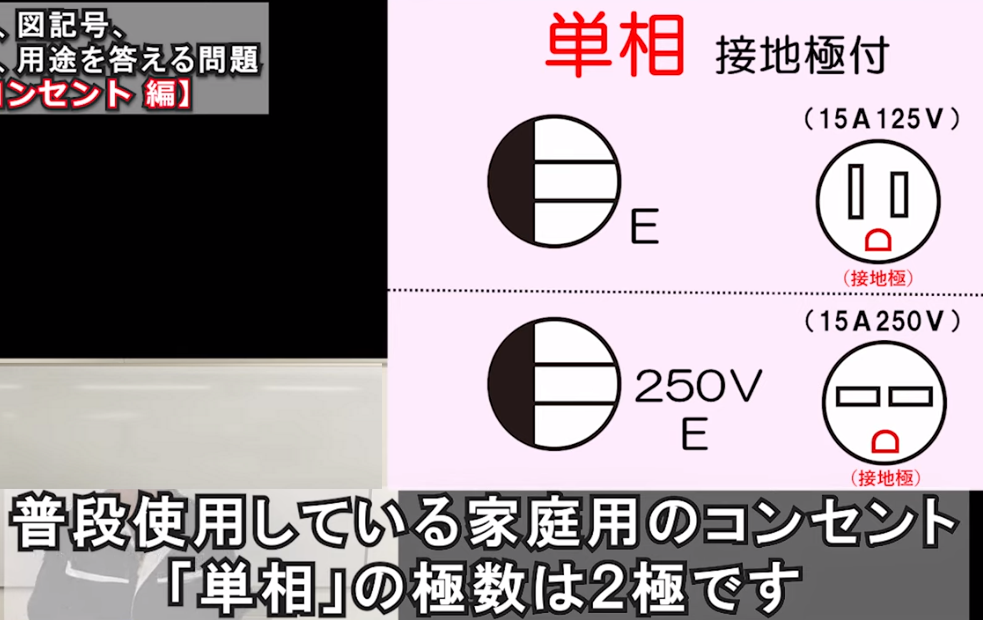 、図記号、
、用途を答える問題
ンセント 編】
単相 接地極付
(15A125V)
E
(接地極)
(15A250V)
250V
E
(接地極)
普段使用している家庭用のコンセント
「単相」の極数は2極です